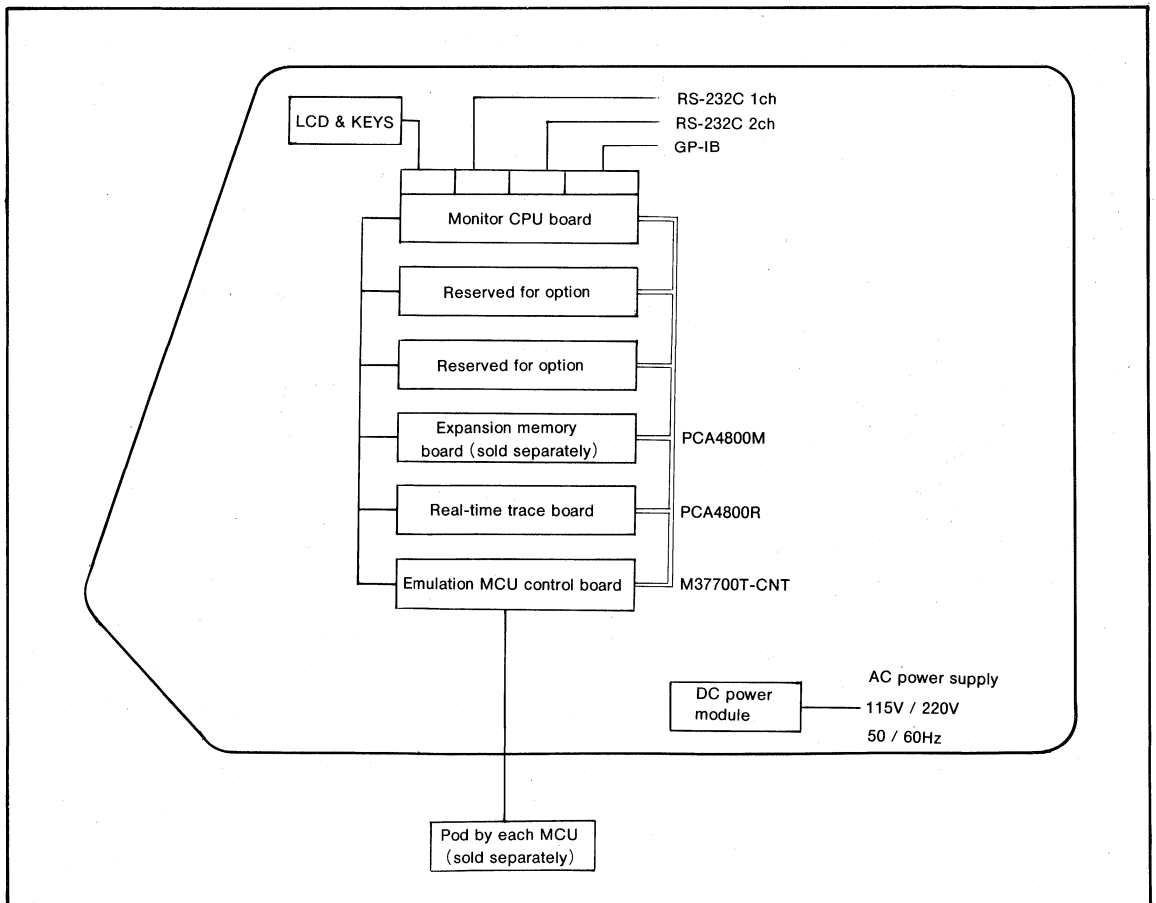 RS-232C 1ch
LCD & KEYS
RS-232C 2ch
GP-IB
Monitor CPU board
Reserved for option
Reserved for option
Expansion memory
board (sold separately)
PCA4800M
Real-time trace board
PCA4800R
Emulation MCU control board
M37700T-CNT
DC power
module
AC power supply
115V / 220V
50 / 60Hz
Pod by each MCU
(sold separately)